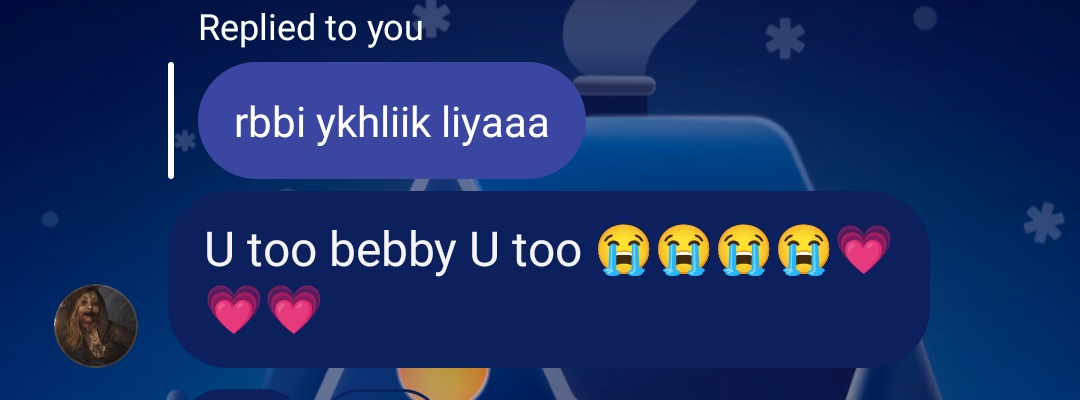 Replied to you
rbbi ykhliik liyaaa
U too bebby U too 😭😭😭😭💗
💗💗